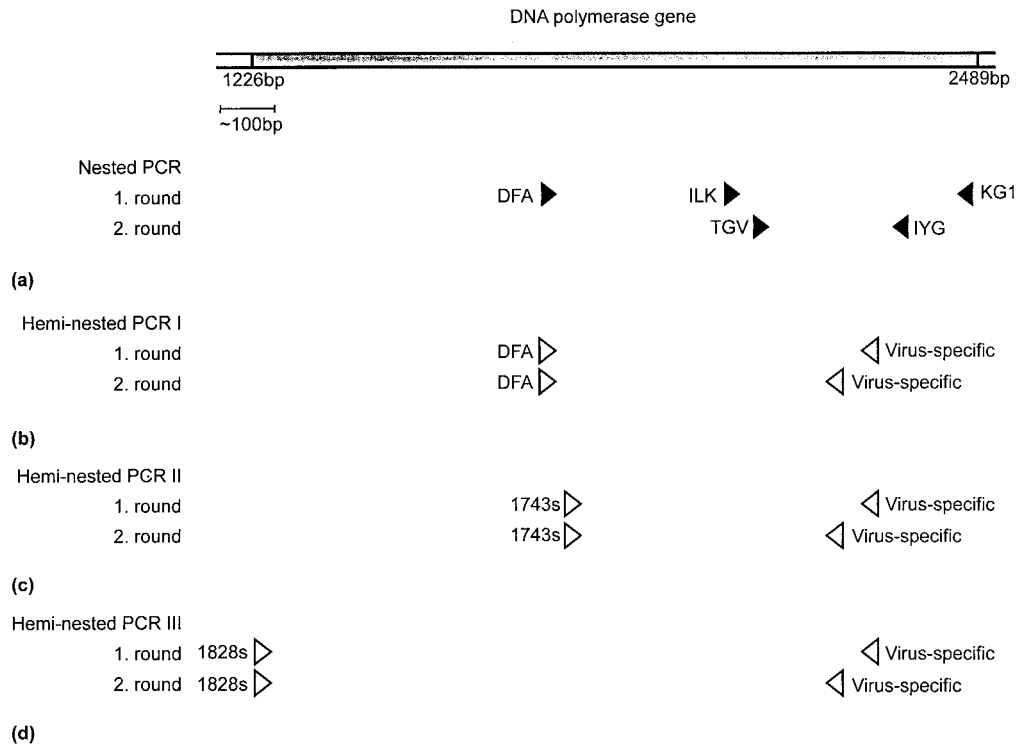 DNA polymerase gene
1226bp 2489bp
~100bp
Nested PCR
1. round DFA ILK KG1
2. round TGV IYG
(a)
Hemi-nested PCR I
1. round DFA Virus-specific
2. round DFA Virus-specific
(b)
Hemi-nested PCR II
1. round 1743s Virus-specific
2. round 1743s Virus-specific
(c)
Hemi-nested PCR III
1. round 1828s Virus-specific
2. round 1828s Virus-specific
(d)